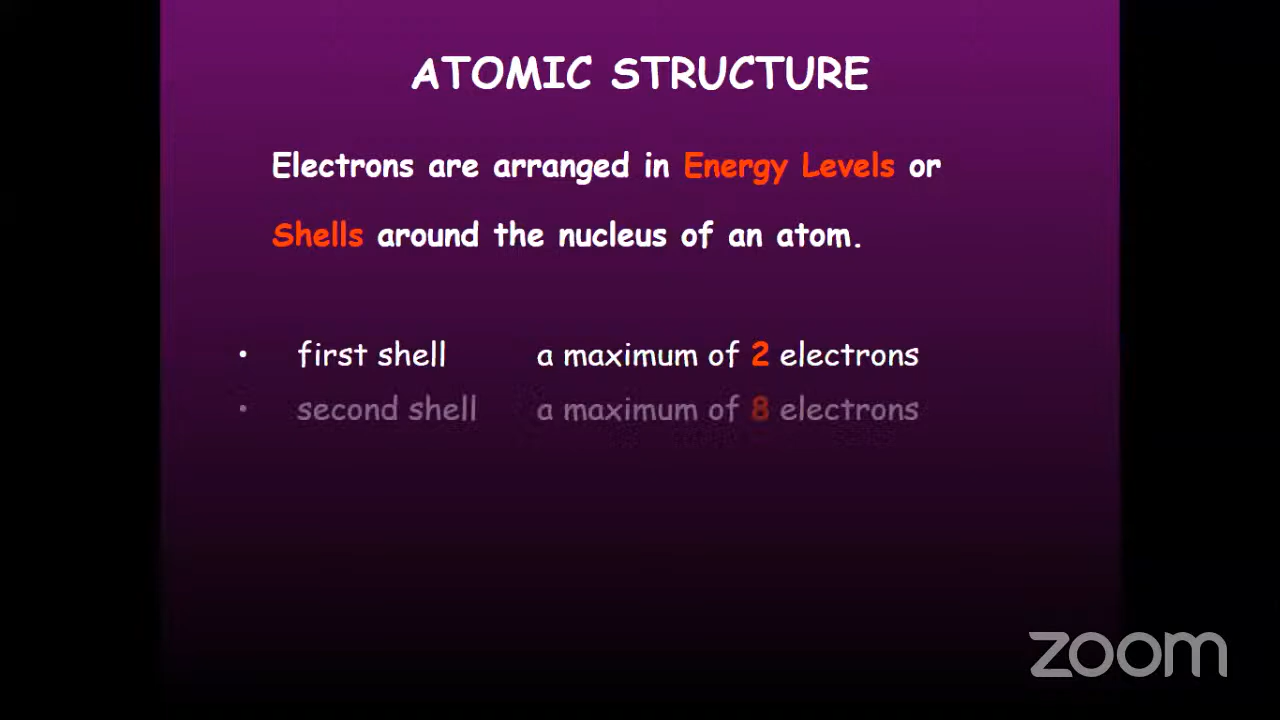 ATOMIC STRUCTURE
Electrons are arranged in Energy Levels or
Shells around the nucleus of an atom.
• first shell a maximum of 2 electrons
• second shell a maximum of 8 electrons
zoom